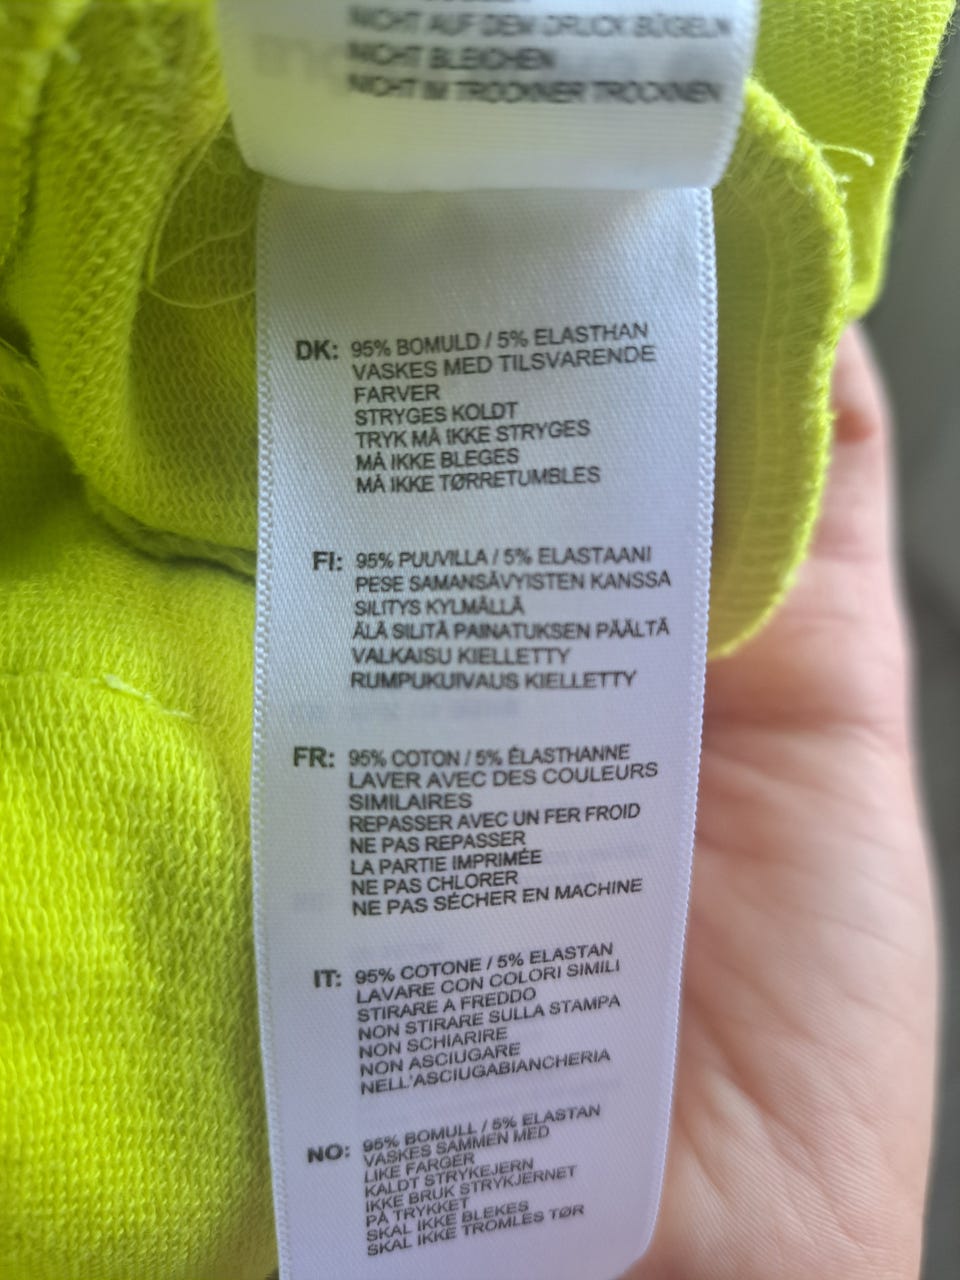 NICHT AUF DEM DRUCK BÜGELN
NICHT BLEICHEN
NICHT IM TROCKNER TROCKNEN
DK: 95% BOMULD / 5% ELASTHAN
VASKES MED TILSVARENDE
FARVER
STRYGES KOLDT
TRYK MÅ IKKE STRYGES
MÅ IKKE BLEGES
MÅ IKKE TØRRETUMBLES
FI: 95% PUUVILLA / 5% ELASTAANI
PESE SAMANSÄVYISTEN KANSSA
SILITYS KYLMÄLLÄ
ÄLÄ SILITÄ PAINATUKSEN PÄÄLTÄ
VALKAISU KIELLETTY
RUMPUKUIVAUS KIELLETTY
FR: 95% COTON / 5% ÉLASTHANNE
LAVER AVEC DES COULEURS
SIMILAIRES
REPASSER AVEC UN FER FROID
NE PAS REPASSER
LA PARTIE IMPRIMÉE
NE PAS CHLORER
NE PAS SÉCHER EN MACHINE
IT: 95% COTONE / 5% ELASTAN
LAVARE CON COLORI SIMILI
STIRARE A FREDDO
NON STIRARE SULLA STAMPA
NON SCHIARIRE
NON ASCIUGARE
NELL'ASCIUGABIANCHERIA
NO: 95% BOMULL / 5% ELASTAN
VASKES SAMMEN MED
LIKE FARGER
KALDT STRYKEJERN
IKKE BRUK STRYKJERNET
PÅ TRYKKET
SKAL IKKE BLEKES
SKAL IKKE TROMLES TØR